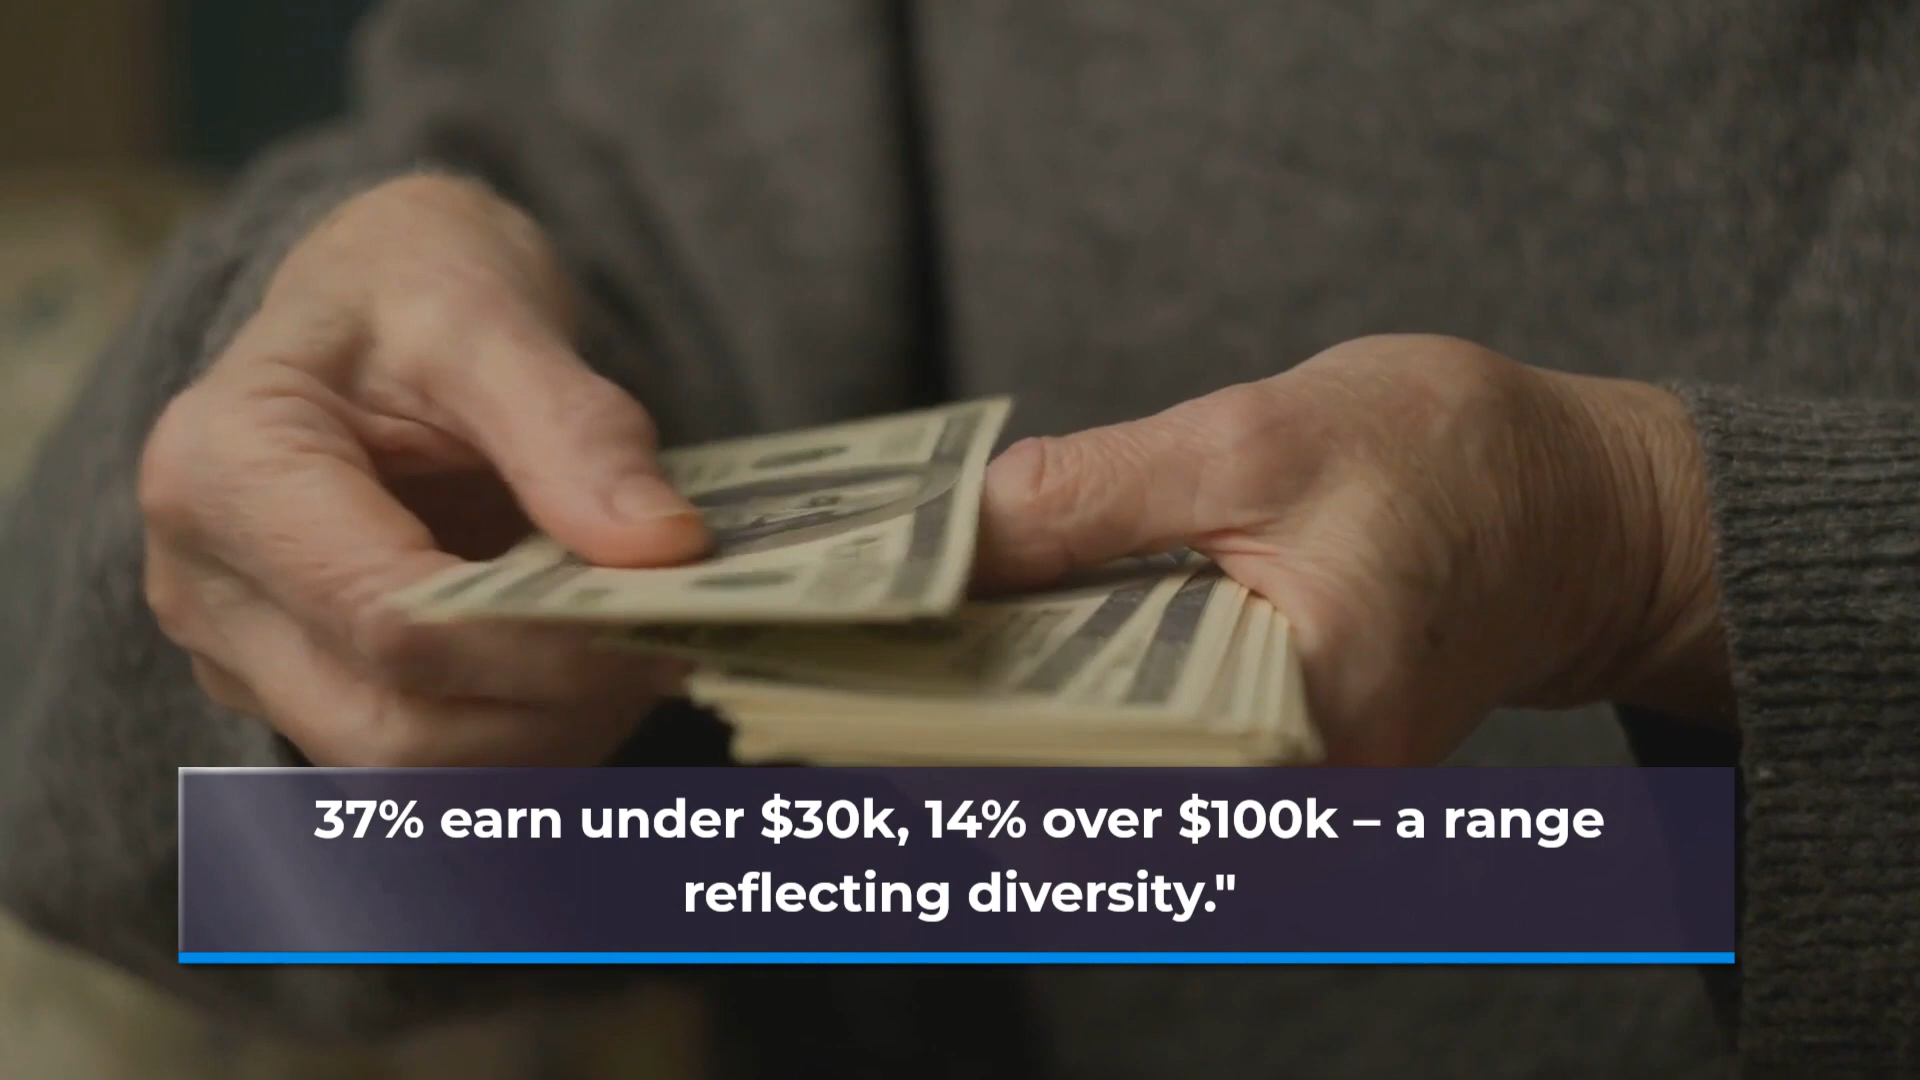 37% earn under $30k, 14% over $100k – a range
reflecting diversity."